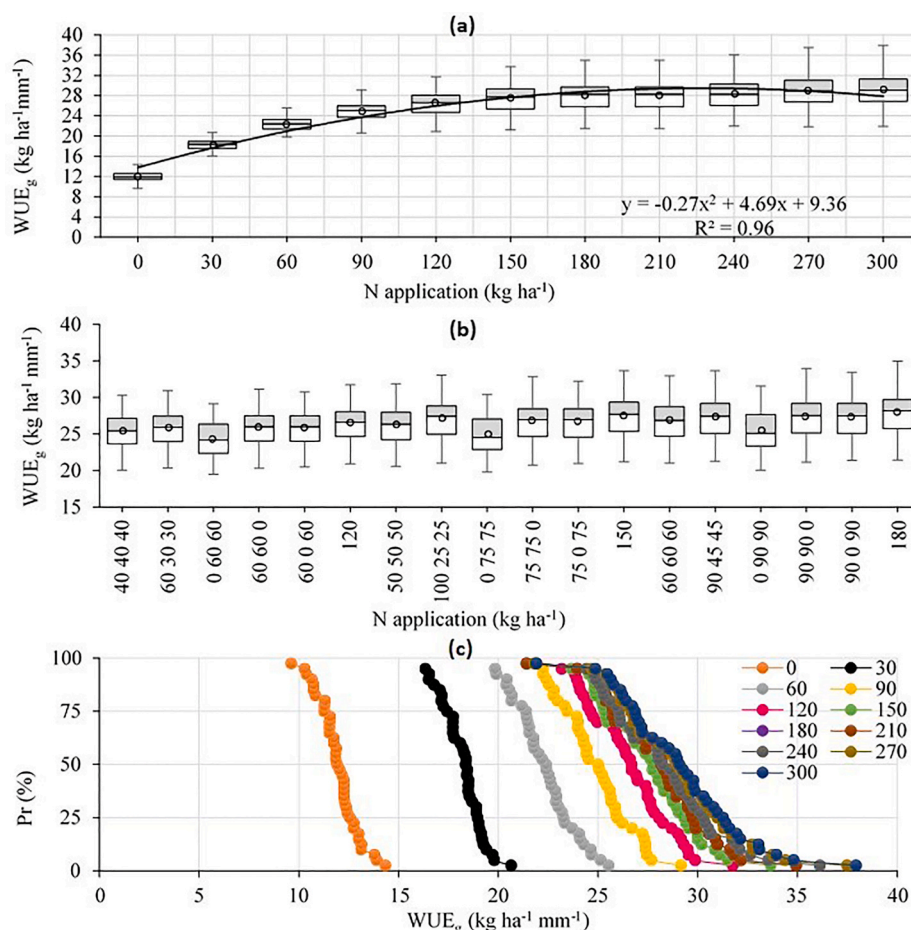 (a)
40
36
32
28
24
20
16
12
8
4
0
WUEg (kg ha-1mm-1)
y = -0.27x2 + 4.69x + 9.36
R² = 0.96
0 30 60 90 120 150 180 210 240 270 300
N application (kg ha-1)
(b)
40
35
30
25
20
15
WUEg (kg ha-1 mm-1)
40 40 40
60 30 30
0 60 60
60 60 0
60 0 60
120
50 50 50
100 25 25
0 75 75
75 75 0
75 0 75
150
60 60 60
90 45 45
0 90 90
90 90 0
90 0 90
180
N application (kg ha-1)
(c)
100
75
50
25
0
Pr (%)
0 30
60 90
120 150
180 210
240 270
300
0 5 10 15 20 25 30 35 40
WUEg (kg ha-1 mm-1)